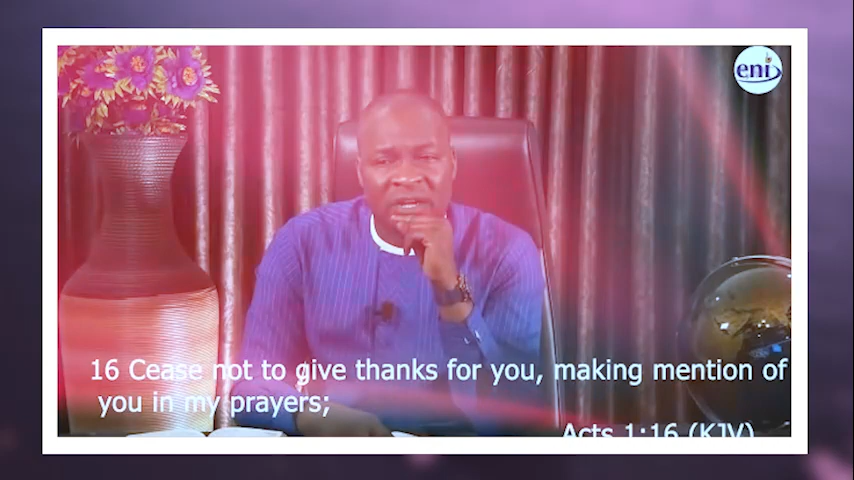 eni
16 Cease not to give thanks for you, making mention of
you in my prayers;
Acts 1:16 (KJV)